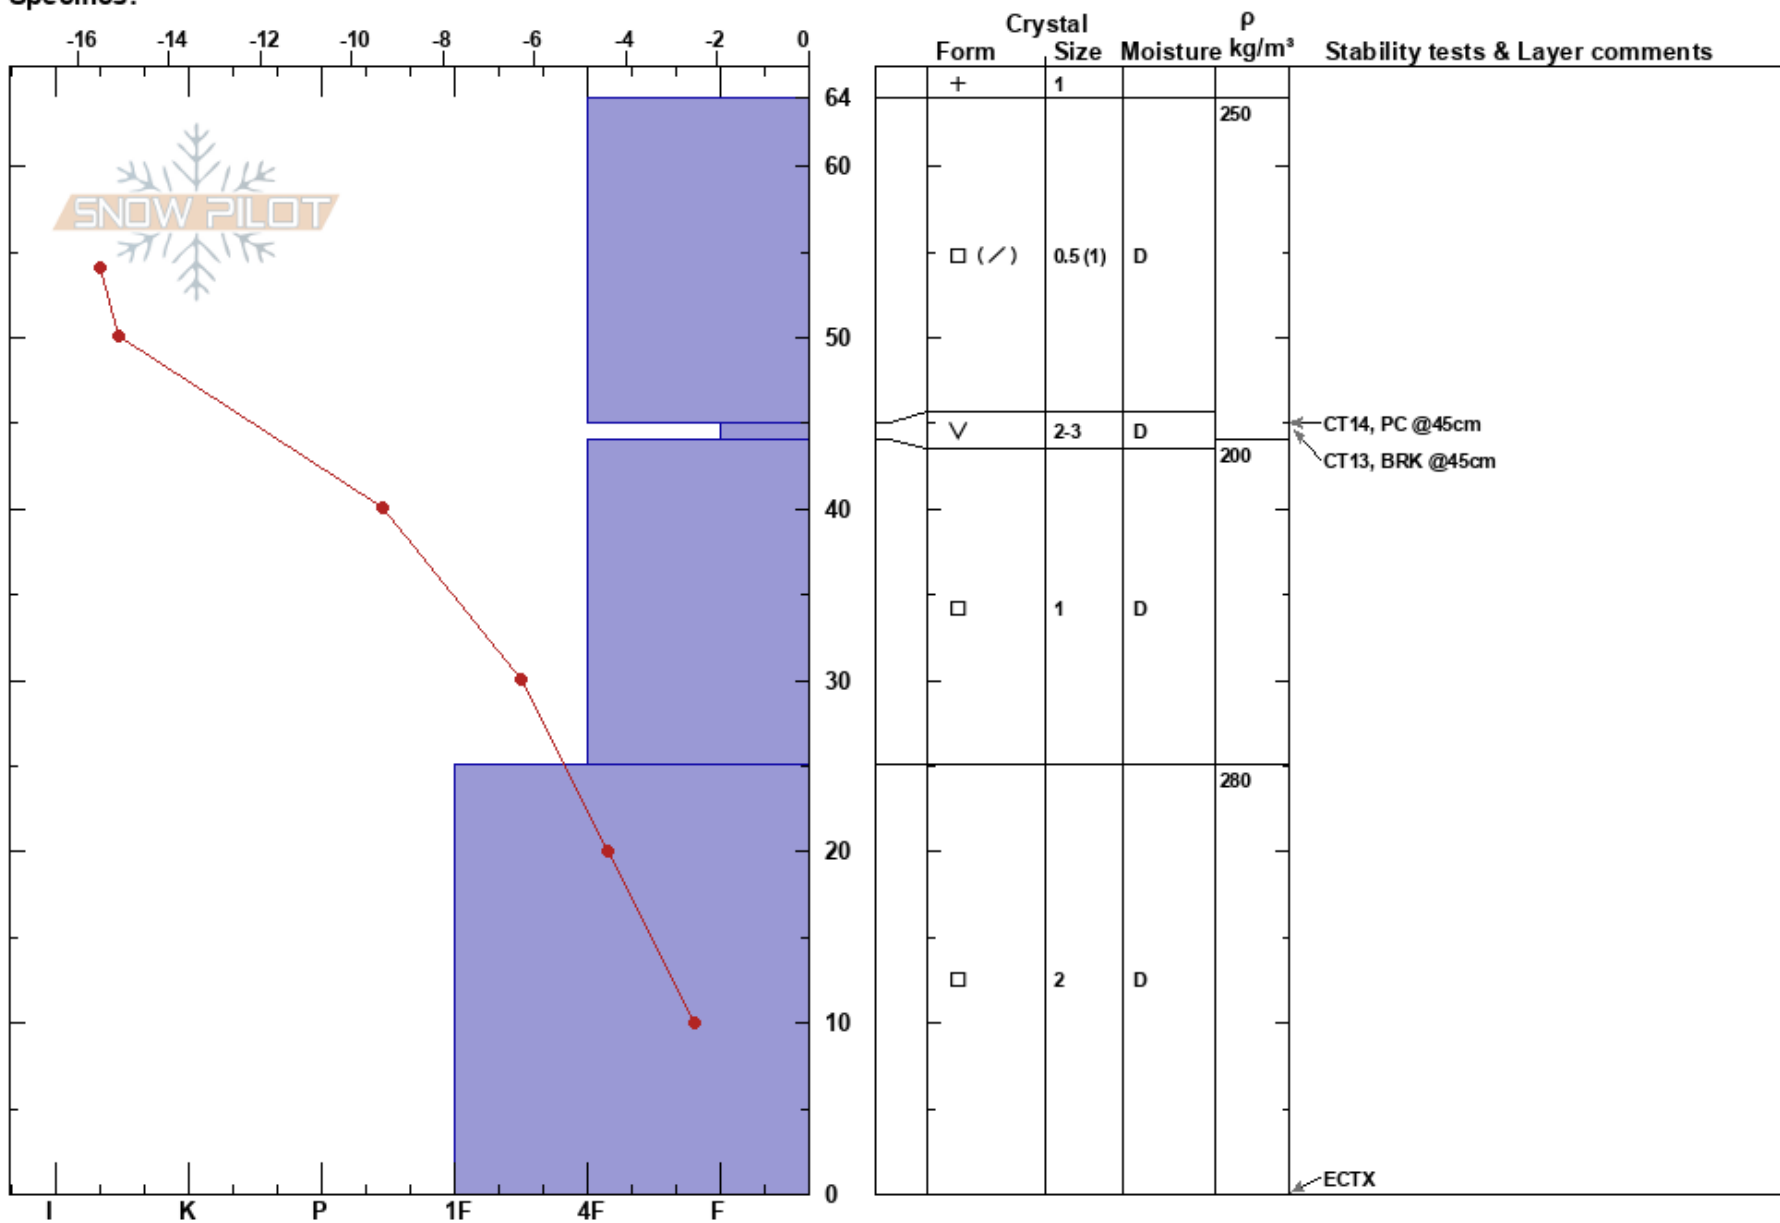 Specifics:
Crystal ρ
-16 -14 -12 -10 -8 -6 -4 -2 0 Form Size Moisture kg/m³ Stability tests & Layer comments
+ 1
64
250
60
SNOW PILOT
□ (∕) 0.5 (1) D
50
CT14, PC @45cm
∨ 2-3 D
200
CT13, BRK @45cm
40
□ 1 D
30
280
20
□ 2 D
10
ECTX
0
I K P 1F 4F F